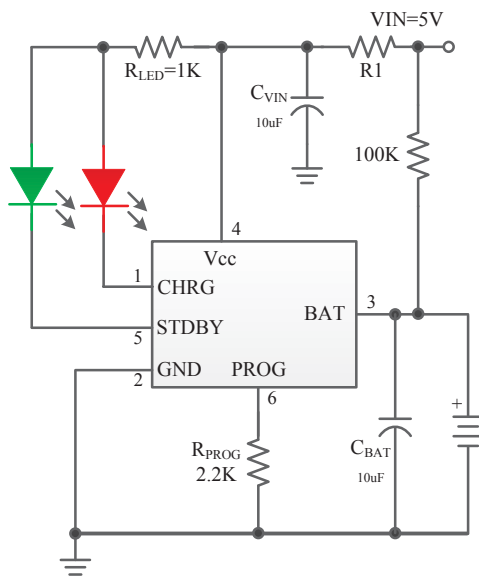 VIN=5V
RLED=1K
R1
CVIN
10uF
100K
4
Vcc
1
CHRG
BAT
3
STDBY
5
GND
PROG
2
6
+
RPROG
2.2K
CBAT
10uF